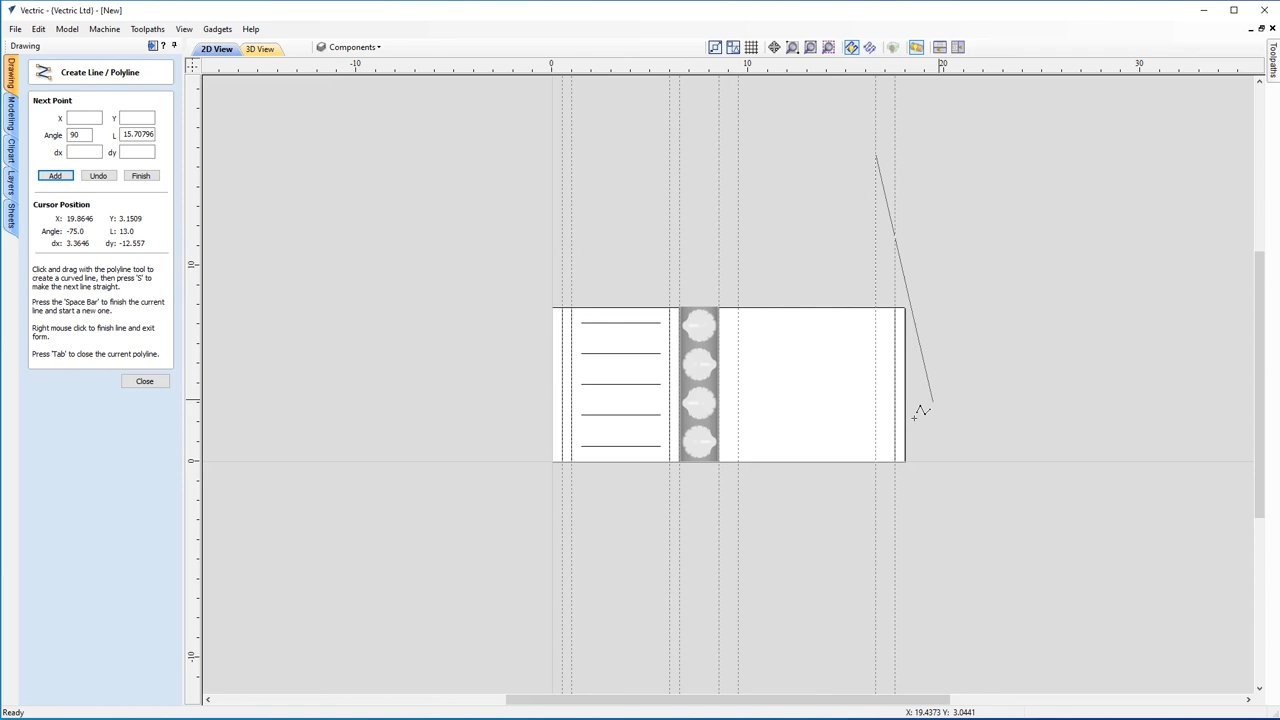 Vectric - {Vectric Ltd} - [New]
File Edit Model Machine Toolpaths View Gadgets Help
Drawing ?
2D View 3D View Components
Drawing
Modeling
Clipart
Layers
Sheets
Toolpaths
Create Line / Polyline
Next Point
X Y
Angle 90 L 15.70796
dx dy
Add Undo Finish
Cursor Position
X: 19.8646 Y: 3.1509
Angle: -75.0 L: 13.0
dx: 3.3646 dy: -12.557
Click and drag with the polyline tool to
create a curved line, then press 'S' to
make the next line straight.
Press the 'Space Bar' to finish the current
line and start a new one.
Right mouse click to finish line and exit
form.
Press 'Tab' to close the current polyline.
Close
-10 0 10 20 30
10
0
-10
Ready X: 19.4373 Y: 3.0441